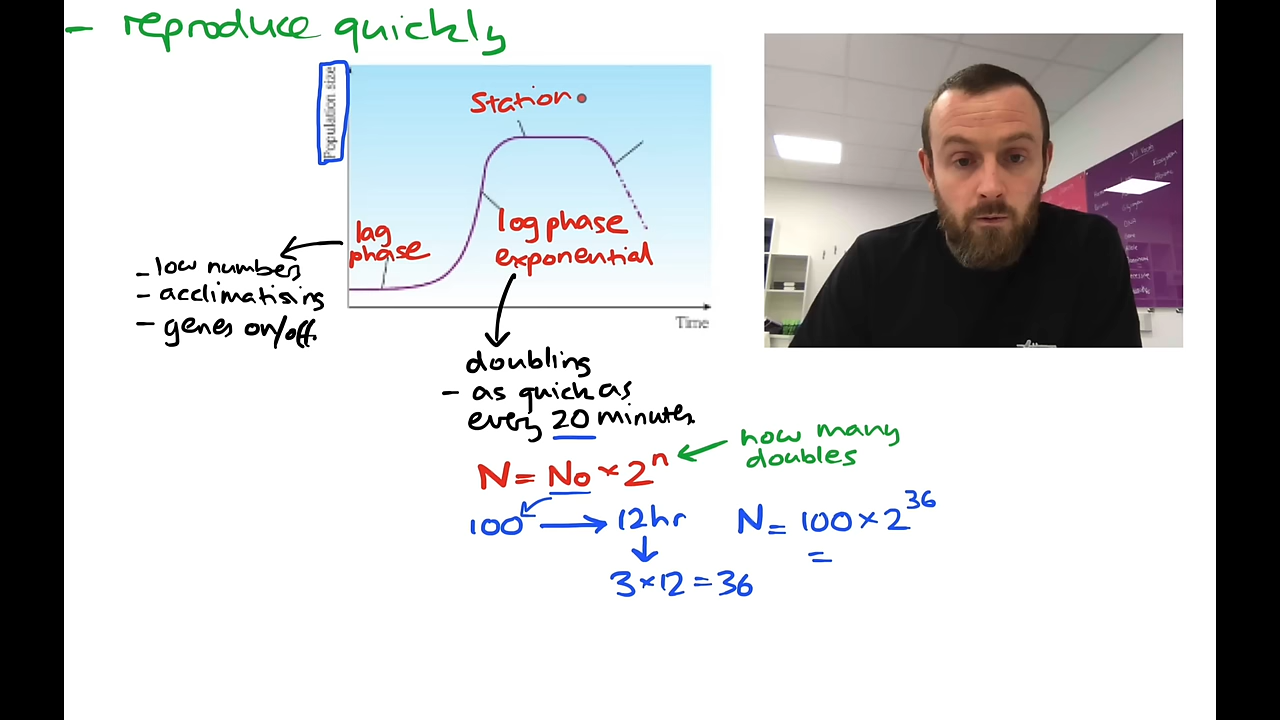 - reproduce quickly
Population size
Station
lag
phase
log phase
exponential
- low numbers
- acclimatising
- genes on/off.
Time
doubling
- as quick as
every 20 minutes.
how many
doubles
N = No × 2ⁿ
100 → 12hr
N = 100 × 2³⁶
=
3 × 12 = 36